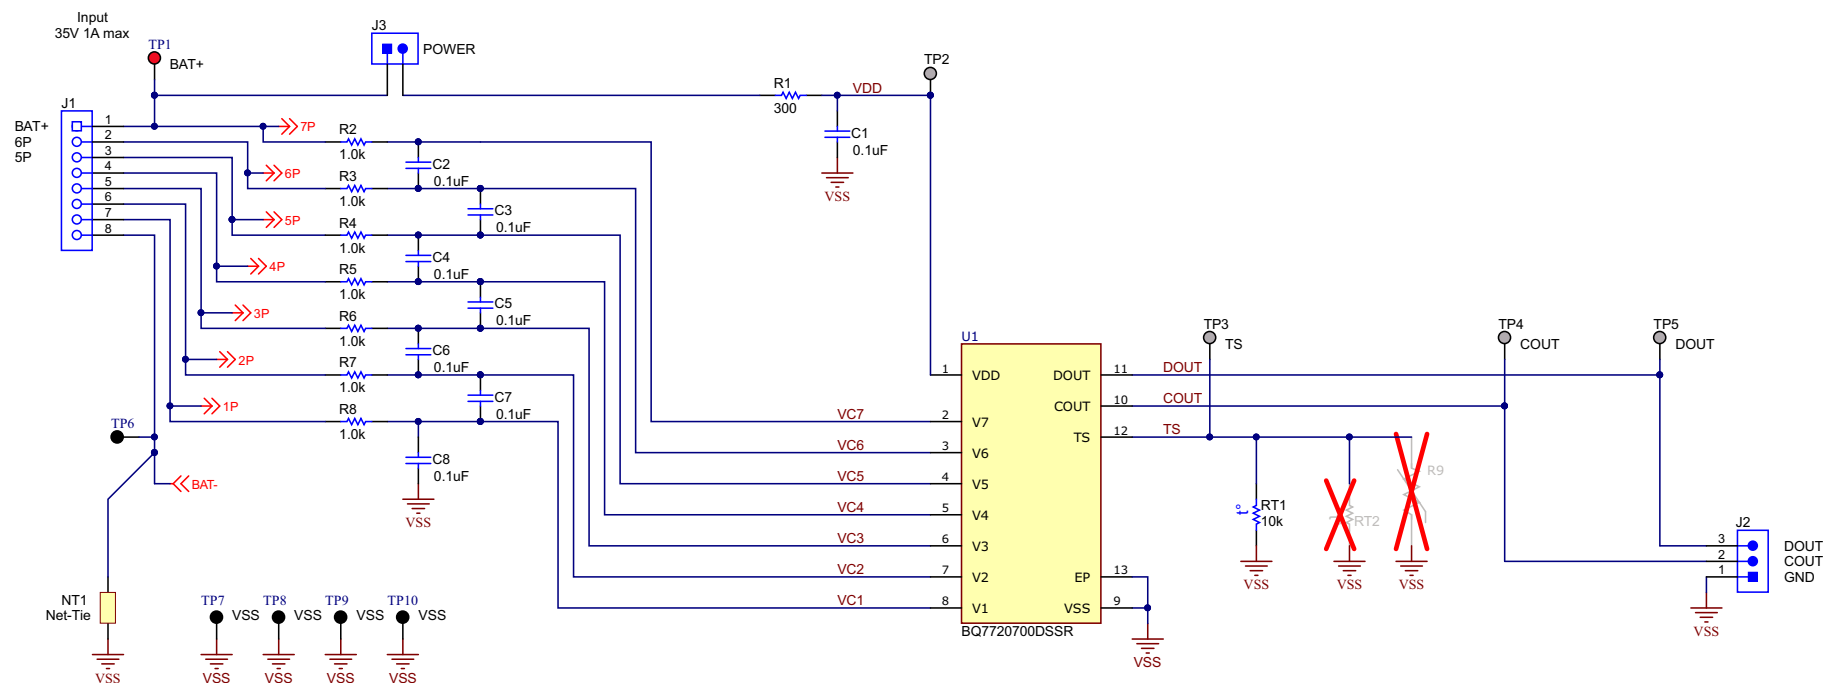 Input
35V 1A max
TP1
BAT+
J3
POWER
J1
BAT+
6P
5P
1
2
3
4
5
6
7
8
7P
6P
5P
4P
3P
2P
1P
BAT-
TP6
R2
1.0k
R3
1.0k
R4
1.0k
R5
1.0k
R6
1.0k
R7
1.0k
R8
1.0k
C2
0.1uF
C3
0.1uF
C4
0.1uF
C5
0.1uF
C6
0.1uF
C7
0.1uF
C8
0.1uF
VSS
R1
300
VDD
TP2
C1
0.1uF
VSS
VC7
VC6
VC5
VC4
VC3
VC2
VC1
U1
1 VDD
2 V7
3 V6
4 V5
5 V4
6 V3
7 V2
8 V1
DOUT 11
COUT 10
TS 12
EP 13
VSS 9
BQ7720700DSSR
VSS
DOUT
COUT
TS
TP3
TS
TP4
COUT
TP5
DOUT
t°
RT1
10k
VSS
RT2
VSS
R9
VSS
J2
3
2
1
DOUT
COUT
GND
VSS
NT1
Net-Tie
VSS
TP7
VSS
VSS
TP8
VSS
VSS
TP9
VSS
VSS
TP10
VSS
VSS